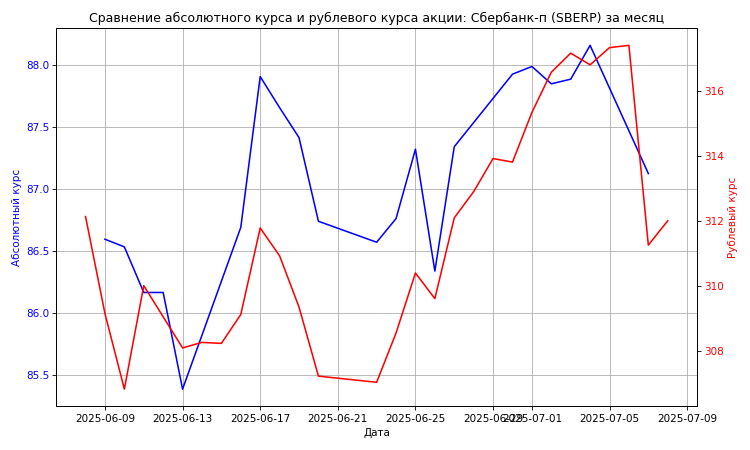 Сравнение абсолютного курса и рублевого курса акции: Сбербанк-п (SBERP) за месяц
Абсолютный курс
88.0
87.5
87.0
86.5
86.0
85.5
316
314
312
310
308
Рублевый курс
2025-06-09 2025-06-13 2025-06-17 2025-06-21 2025-06-25 2025-06-29 2025-07-01 2025-07-05 2025-07-09
Дата